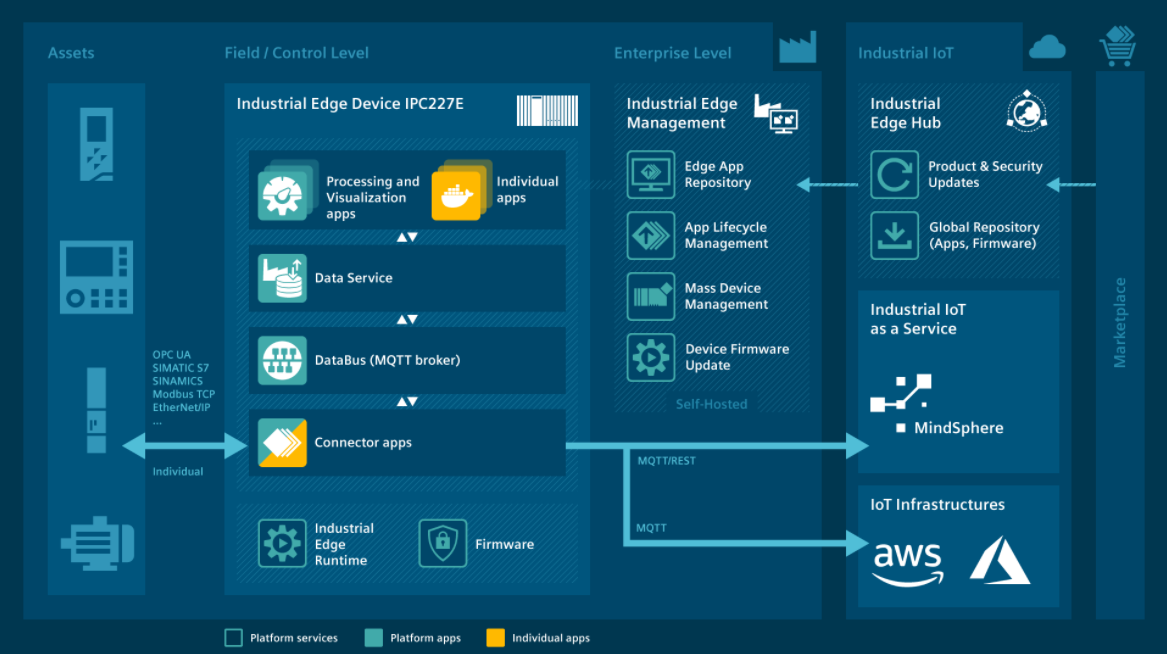 Assets
Field / Control Level
Enterprise Level
Industrial IoT
Industrial Edge Device IPC227E
Processing and
Visualization
apps
Individual
apps
Data Service
DataBus (MQTT broker)
Connector apps
Industrial
Edge
Runtime
Firmware
OPC UA
SIMATIC S7
SINAMICS
Modbus TCP
EtherNet/IP
...
Individual
Industrial Edge
Management
Edge App
Repository
App Lifecycle
Management
Mass Device
Management
Device Firmware
Update
Self-Hosted
MQTT/REST
MQTT
Industrial
Edge Hub
Product & Security
Updates
Global Repository
(Apps, Firmware)
Industrial IoT
as a Service
MindSphere
IoT Infrastructures
aws
Marketplace
Platform services
Platform apps
Individual apps